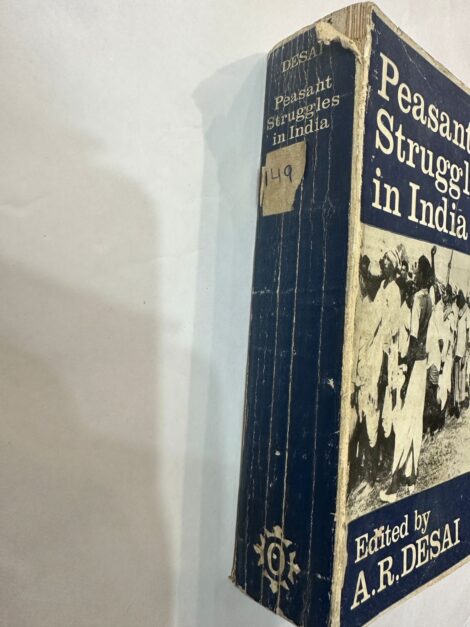 DESAI
Peasant
Struggles
in India
149
Peasant
Struggl
in India
Edited by
A.R.DESAI